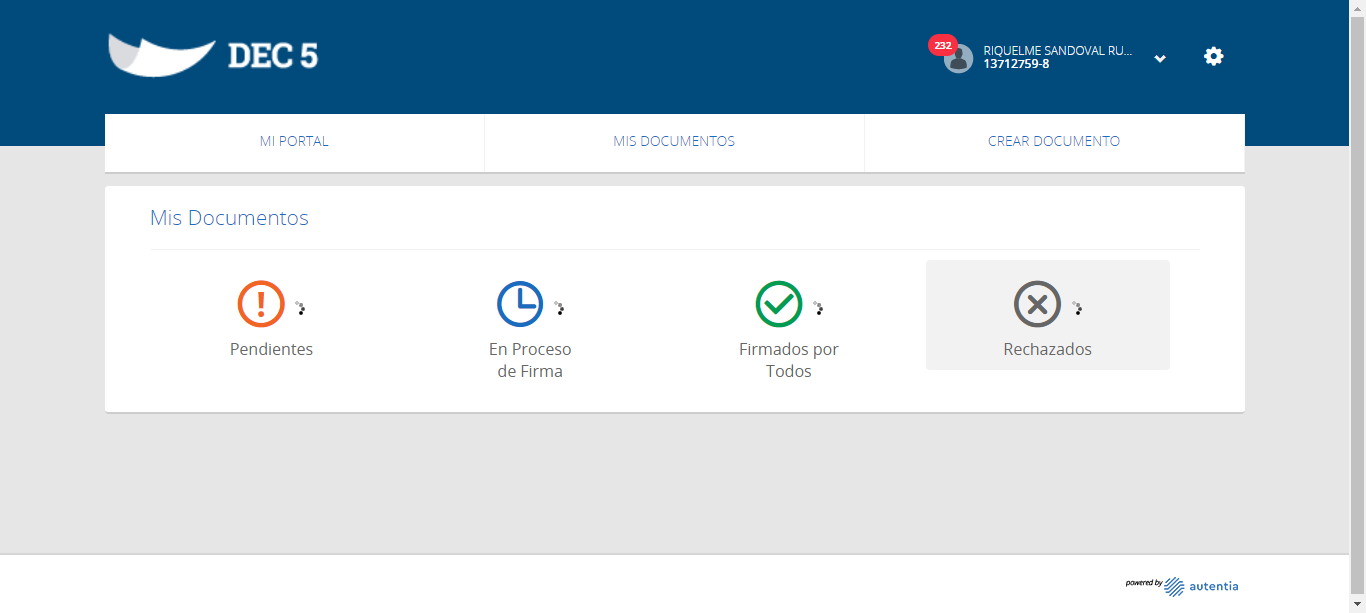 DEC 5
232
RIQUELME SANDOVAL RU...
13712759-8
MI PORTAL
MIS DOCUMENTOS
CREAR DOCUMENTO
Mis Documentos
Pendientes
En Proceso
de Firma
Firmados por
Todos
Rechazados
powered by
autentia